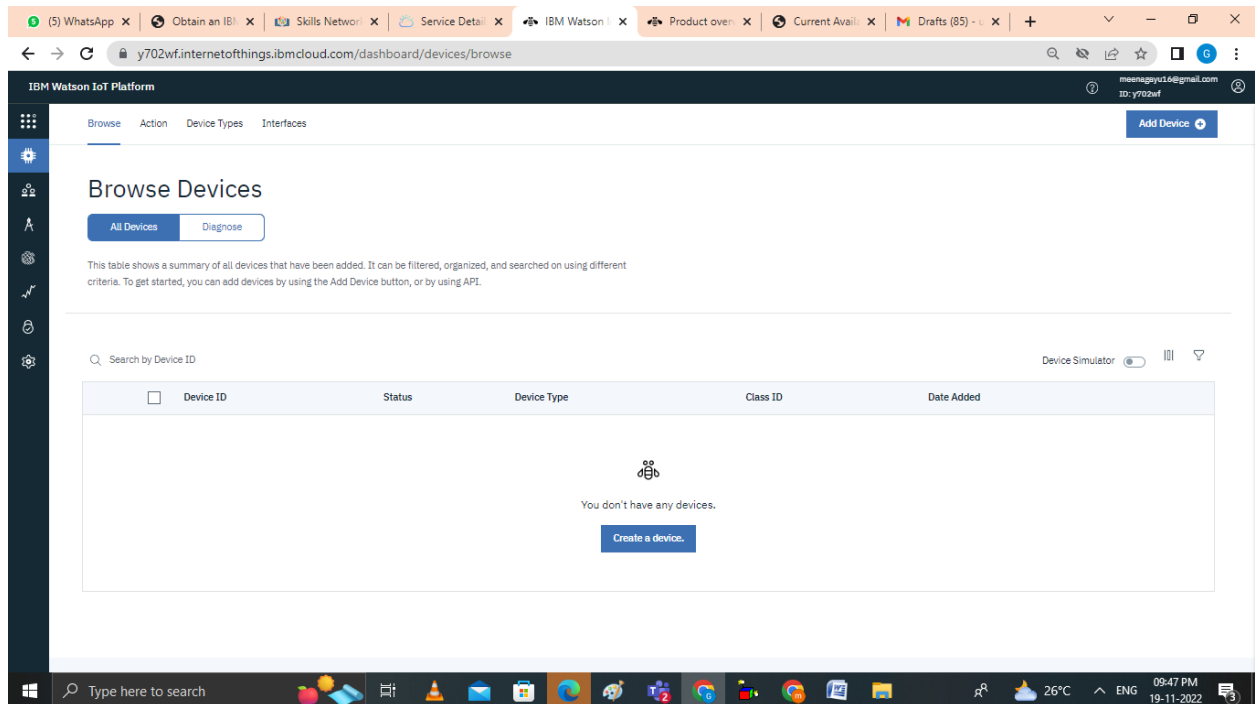 (5) WhatsApp
Obtain an IBM
Skills Network
Service Detail
IBM Watson I
Product over
Current Availa
Drafts (85) - u
y702wf.internetofthings.ibmcloud.com/dashboard/devices/browse
G
IBM Watson IoT Platform
meenagayu16@gmail.com
ID: y702wf
Browse Action Device Types Interfaces
Add Device
Browse Devices
All Devices Diagnose
This table shows a summary of all devices that have been added. It can be filtered, organized, and searched on using different
criteria. To get started, you can add devices by using the Add Device button, or by using API.
Search by Device ID
Device Simulator
Device ID Status Device Type Class ID Date Added
You don't have any devices.
Create a device.
Type here to search
26°C
ENG
09:47 PM
19-11-2022